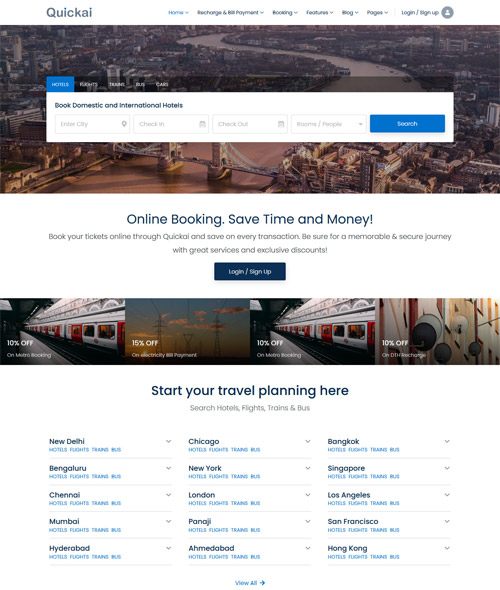 Quickai
Home Recharge & Bill Payment Booking Features Blog Pages Login / Sign up
HOTELS FLIGHTS TRAINS BUS CARS
Book Domestic and International Hotels
Enter City Check In Check Out Rooms / People Search
Online Booking. Save Time and Money!
Book your tickets online through Quickai and save on every transaction. Be sure for a memorable & secure journey
with great services and exclusive discounts!
Login / Sign Up
10% OFF 15% OFF 10% OFF 10% OFF
On Metro Booking On electricity Bill Payment On Metro Booking On DTH Recharge
Start your travel planning here
Search Hotels, Flights, Trains & Bus
New Delhi Chicago Bangkok
HOTELS FLIGHTS TRAINS BUS HOTELS FLIGHTS TRAINS BUS HOTELS FLIGHTS TRAINS BUS
Bengaluru New York Singapore
HOTELS FLIGHTS TRAINS BUS HOTELS FLIGHTS TRAINS BUS HOTELS FLIGHTS TRAINS BUS
Chennai London Los Angeles
HOTELS FLIGHTS TRAINS BUS HOTELS FLIGHTS TRAINS BUS HOTELS FLIGHTS TRAINS BUS
Mumbai Panaji San Francisco
HOTELS FLIGHTS TRAINS BUS HOTELS FLIGHTS TRAINS BUS HOTELS FLIGHTS TRAINS BUS
Hyderabad Ahmedabad Hong Kong
HOTELS FLIGHTS TRAINS BUS HOTELS FLIGHTS TRAINS BUS HOTELS FLIGHTS TRAINS BUS
View All